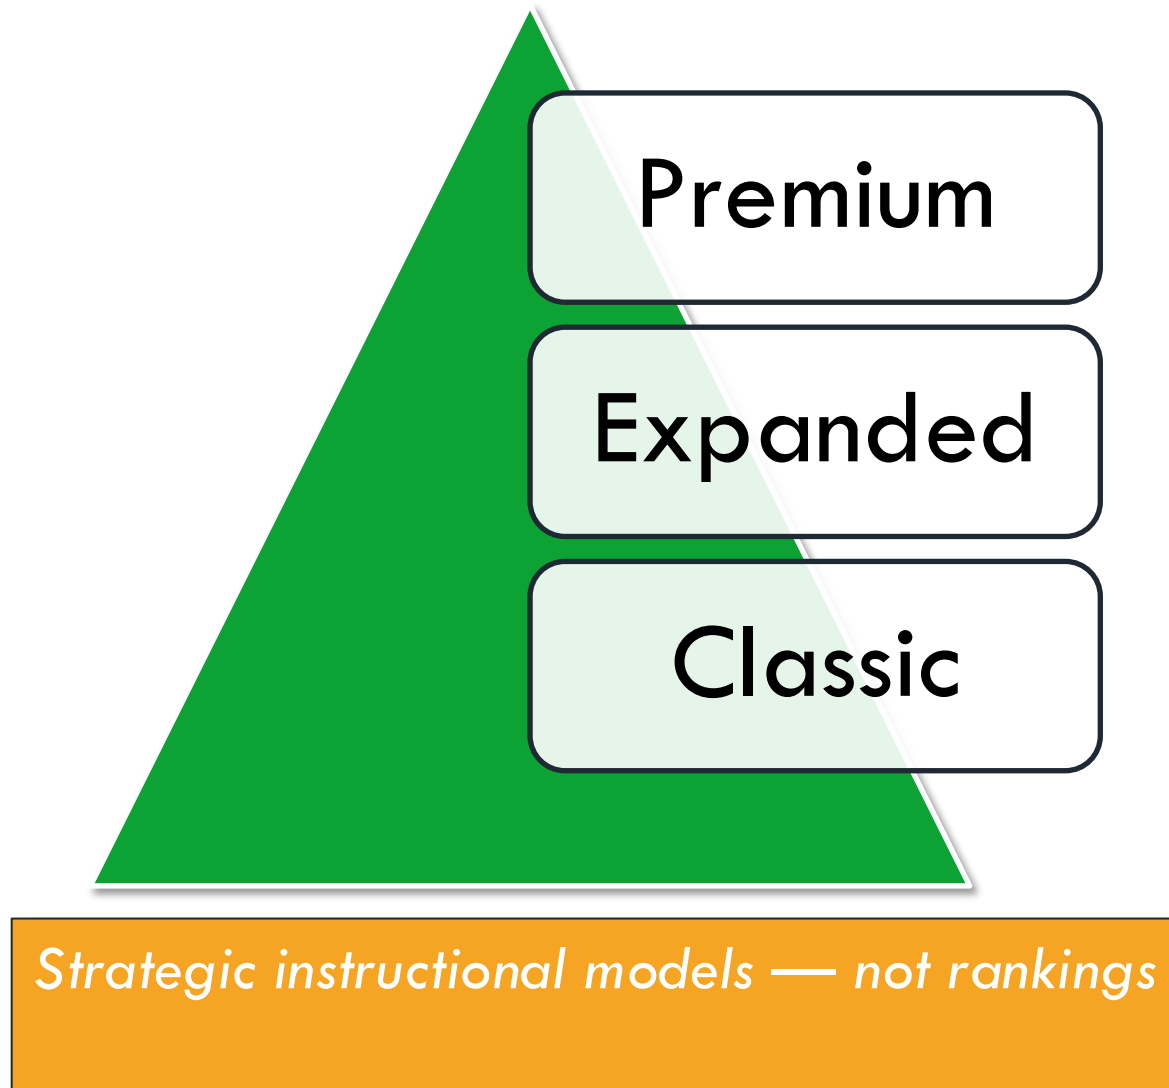 Premium
Expanded
Classic
Strategic instructional models — not rankings